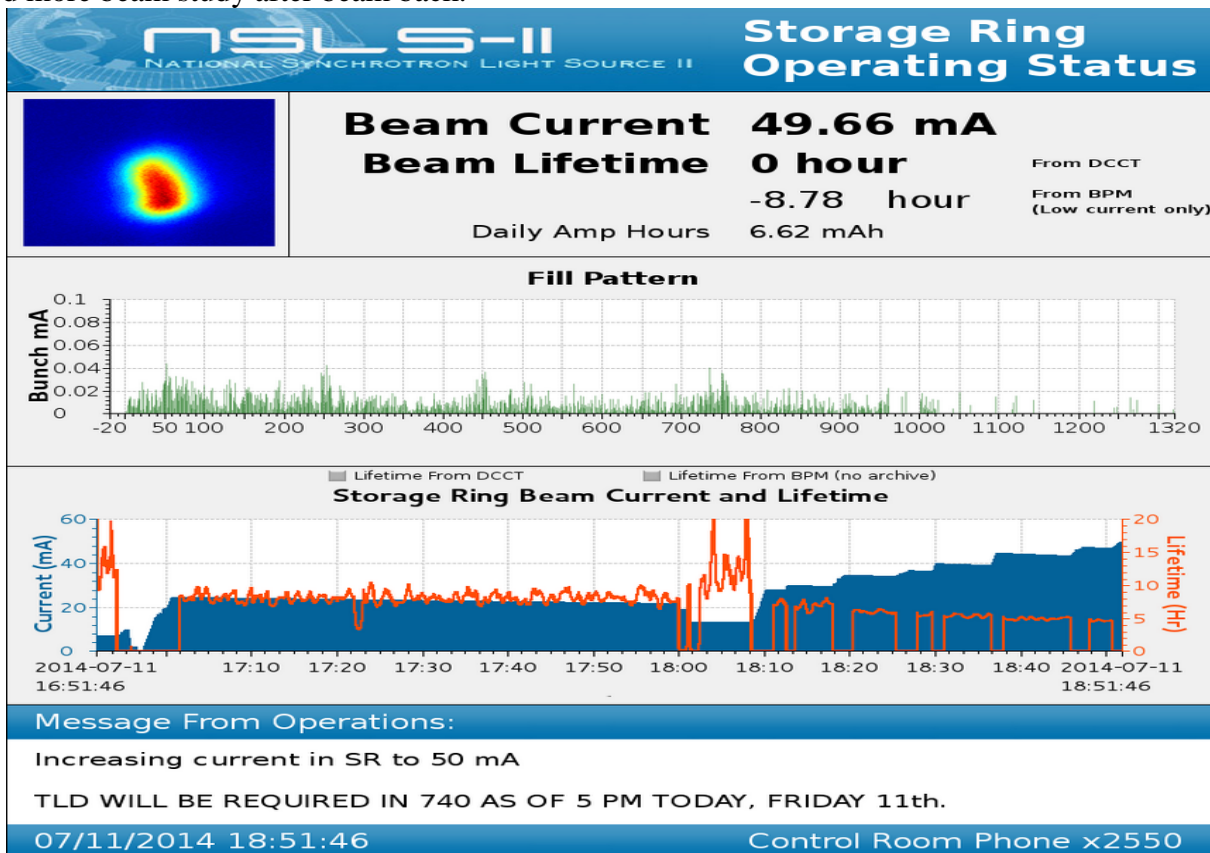 d more beam study after beam back.
NSLS-II
NATIONAL SYNCHROTRON LIGHT SOURCE II
Storage Ring
Operating Status
Beam Current 49.66 mA
Beam Lifetime 0 hour From DCCT
-8.78 hour From BPM
(Low current only)
Daily Amp Hours 6.62 mAh
Fill Pattern
Bunch mA
0.1
0.08
0.06
0.04
0.02
0
-20 50 100 200 300 400 500 600 700 800 900 1000 1100 1200 1320
Lifetime From DCCT Lifetime From BPM (no archive)
Storage Ring Beam Current and Lifetime
Current (mA)
60
40
20
0
20
15
10
5
0
Lifetime (Hr)
2014-07-11 17:10 17:20 17:30 17:40 17:50 18:00 18:10 18:20 18:30 18:40 2014-07-11
16:51:46 18:51:46
Message From Operations:
Increasing current in SR to 50 mA
TLD WILL BE REQUIRED IN 740 AS OF 5 PM TODAY, FRIDAY 11th.
07/11/2014 18:51:46 Control Room Phone x2550